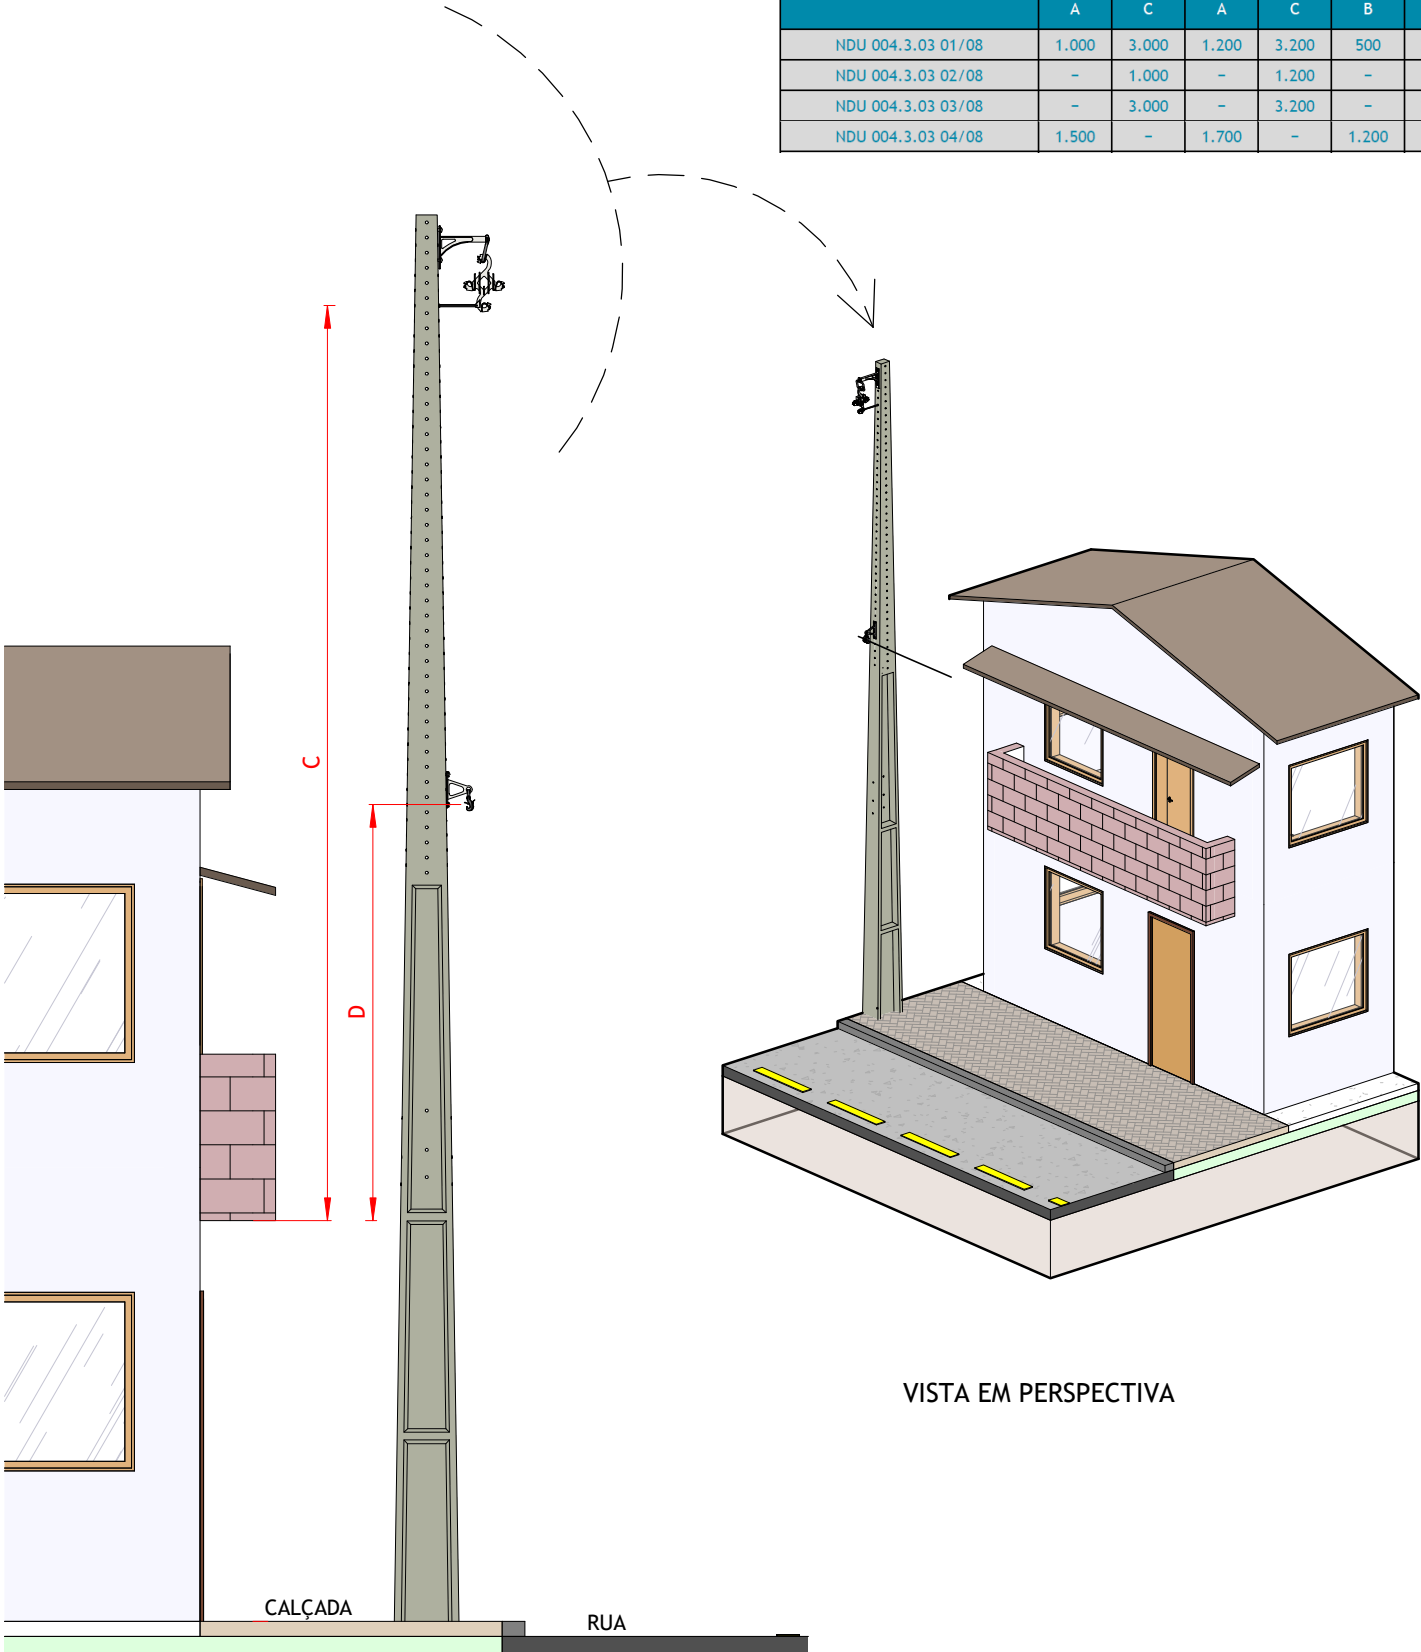 A C A C B
NDU 004.3.03 01/08 1.000 3.000 1.200 3.200 500
NDU 004.3.03 02/08 - 1.000 - 1.200 -
NDU 004.3.03 03/08 - 3.000 - 3.200 -
NDU 004.3.03 04/08 1.500 - 1.700 - 1.200
C
D
VISTA EM PERSPECTIVA
CALÇADA
RUA